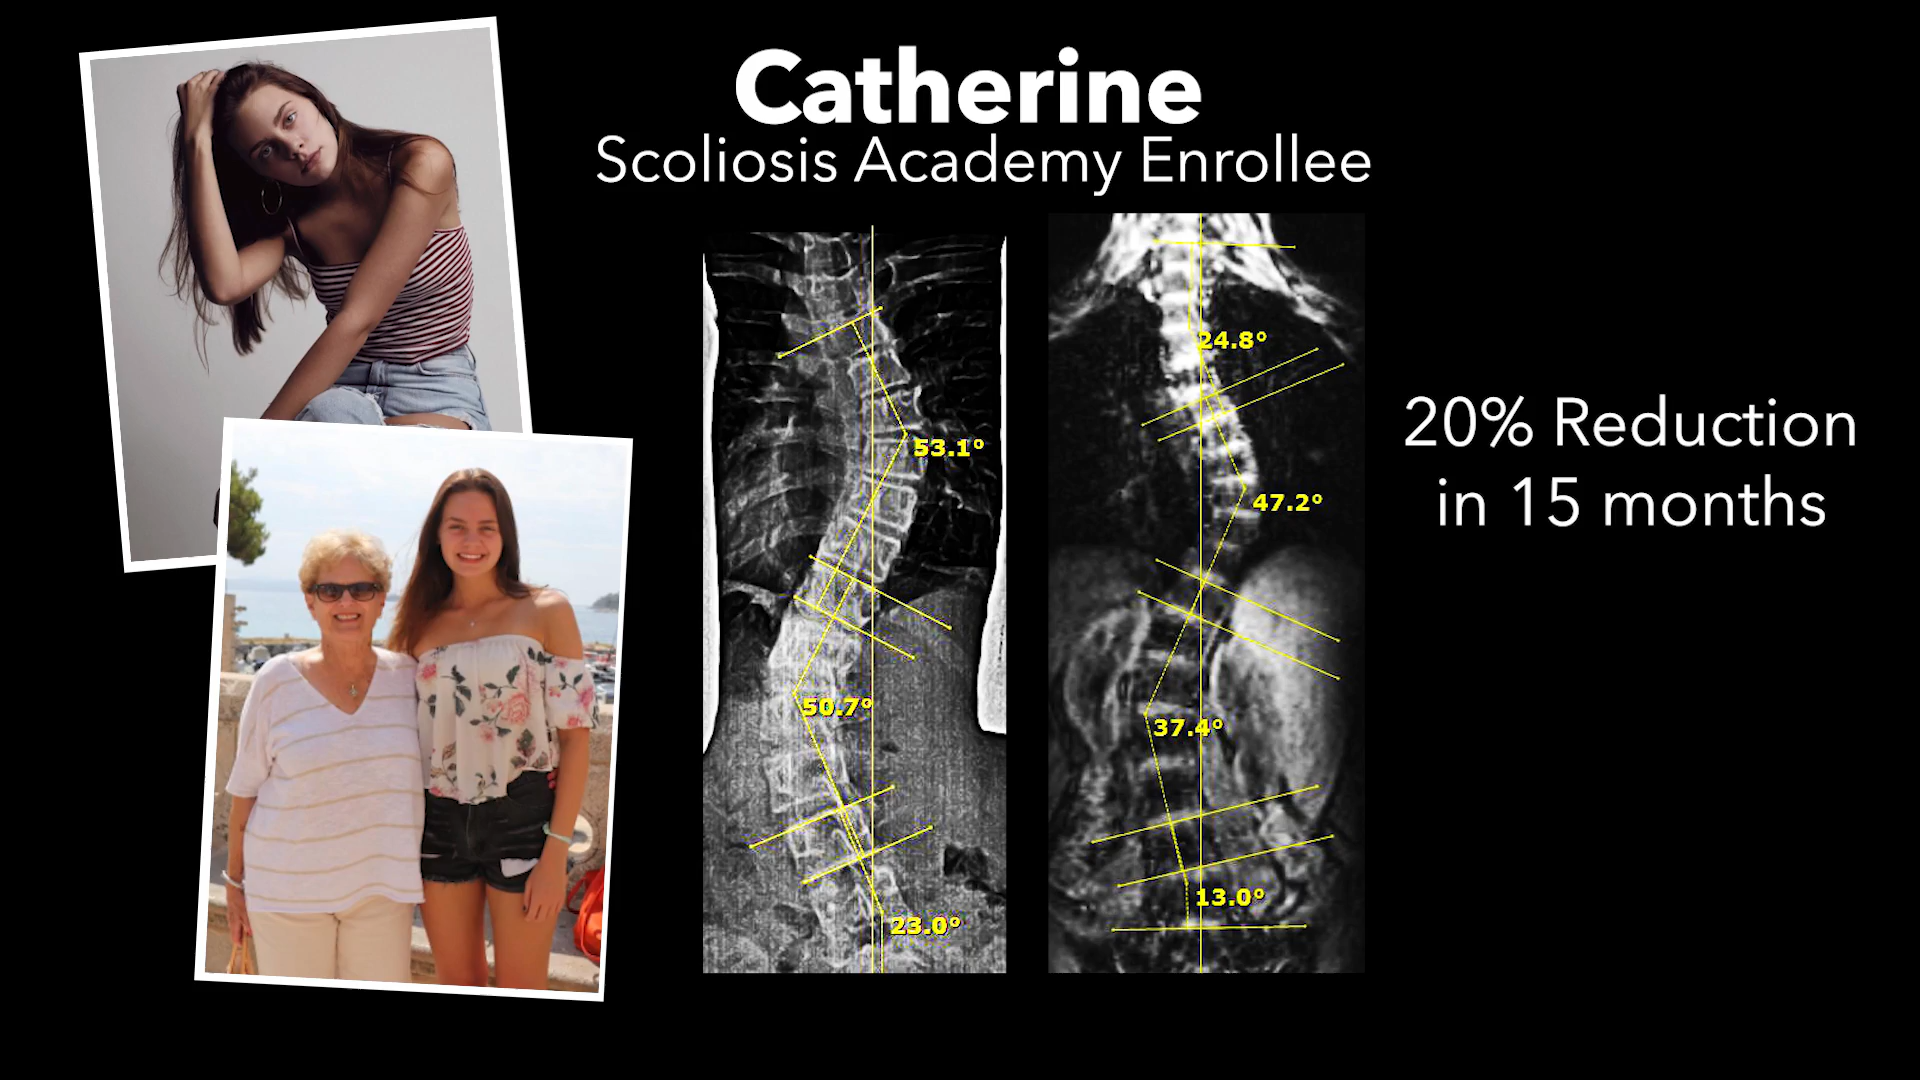 Catherine
Scoliosis Academy Enrollee
53.1°
50.7°
23.0°
24.8°
47.2°
37.4°
13.0°
20% Reduction
in 15 months